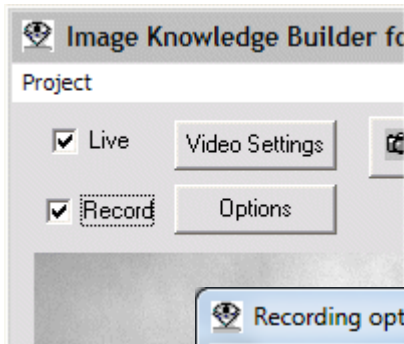 Image Knowledge Builder fo
Project
Live
Video Settings
Record
Options
Recording opt